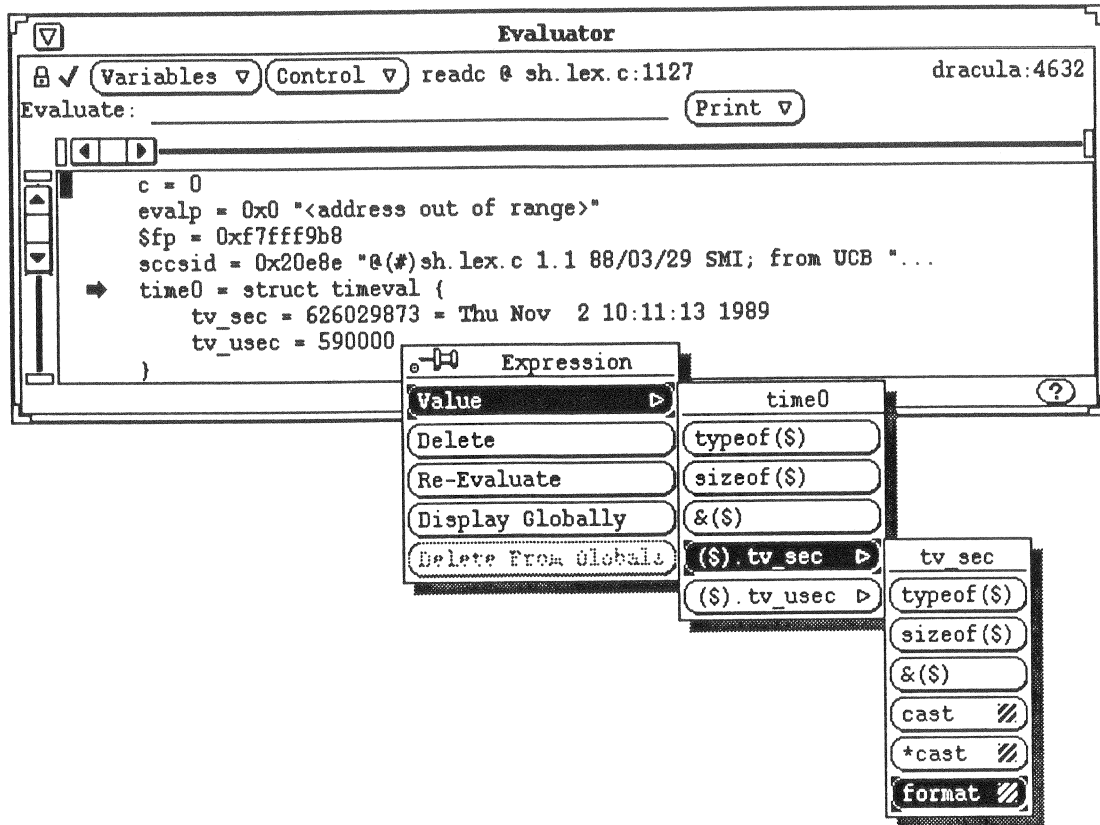 Evaluator
Variables Control readc @ sh.lex.c:1127 dracula:4632
Evaluate: Print
c = 0
evalp = 0x0 "<address out of range>"
$fp = 0xf7fff9b8
sccsid = 0x20e8e "@(#)sh.lex.c 1.1 88/03/29 SMI; from UCB "...
time0 = struct timeval {
tv_sec = 626029873 = Thu Nov  2 10:11:13 1989
tv_usec = 590000
}
?
Expression
Value
Delete
Re-Evaluate
Display Globally
Delete From Globals
time0
typeof($)
sizeof($)
&($)
($).tv_sec
($).tv_usec
tv_sec
typeof($)
sizeof($)
&($)
cast
*cast
format